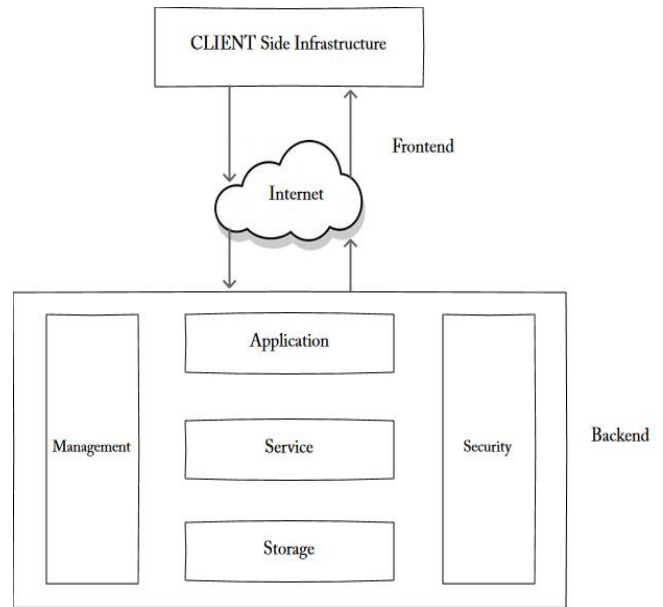 CLIENT Side Infrastructure
Frontend
Internet
Application
Management
Service
Security
Backend
Storage